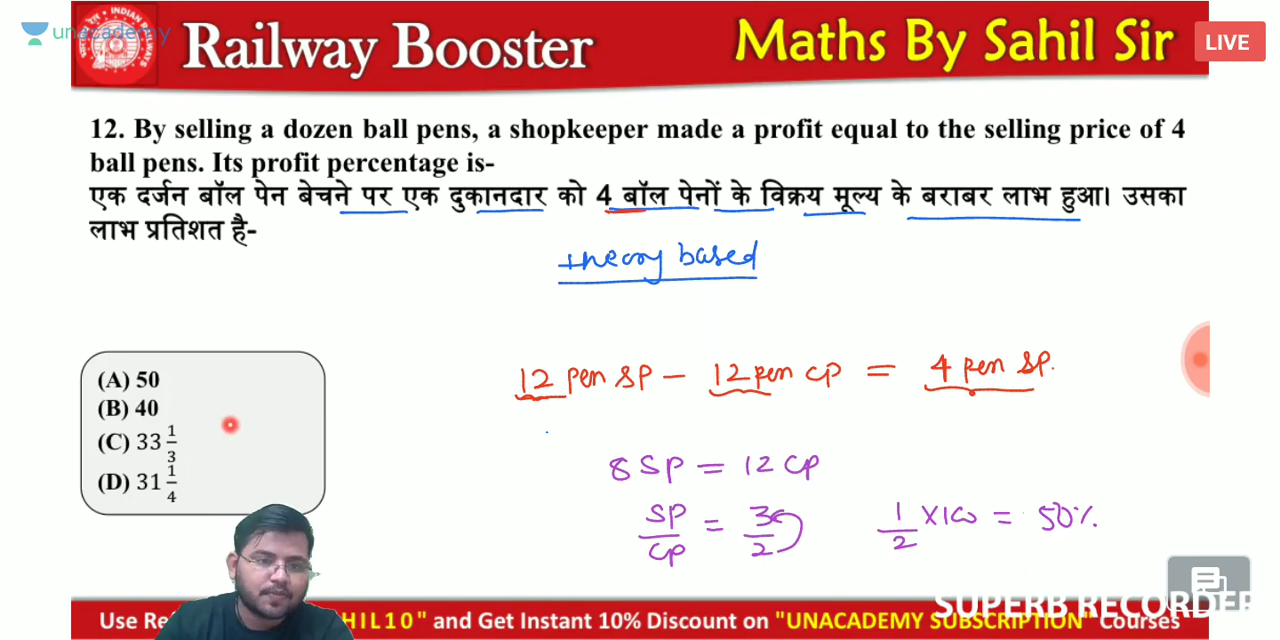 unacademy
Railway Booster
Maths By Sahil Sir
LIVE
12. By selling a dozen ball pens, a shopkeeper made a profit equal to the selling price of 4
ball pens. Its profit percentage is-
एक दर्जन बॉल पेन बेचने पर एक दुकानदार को 4 बॉल पेनों के विक्रय मूल्य के बराबर लाभ हुआ। उसका
लाभ प्रतिशत है-
theory based
12 pen SP - 12 pen CP = 4 pen SP.
(A) 50
(B) 40
(C) 33 1/3
(D) 31 1/4
8 SP = 12 CP
SP/CP = 3/2
1/2 ×100 = 50%
SUPERB RECORDER
Use HIL10" and Get Instant 10% Discount on "UNACADEMY SUBSCRIPTION" Courses